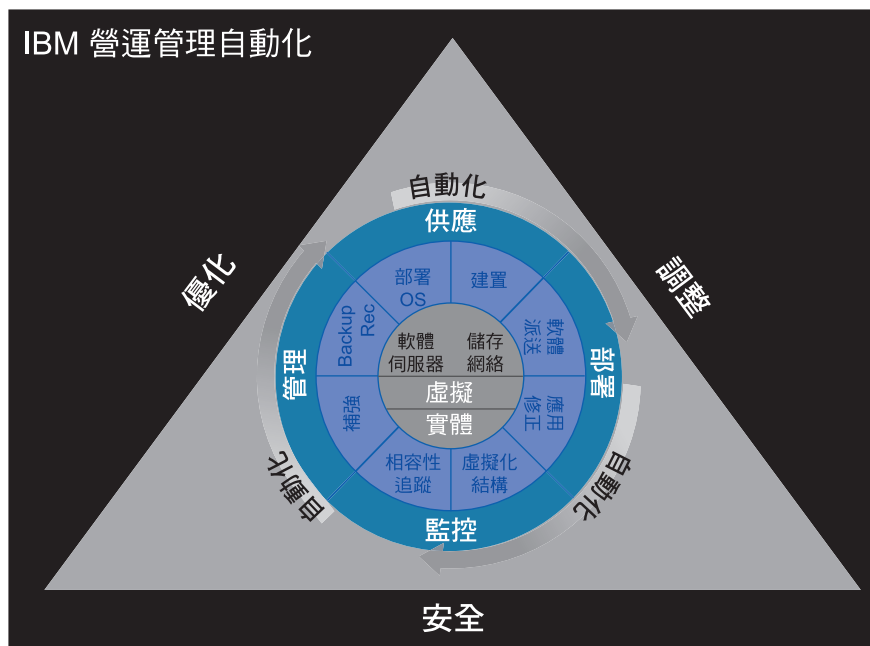 IBM 營運管理自動化
自動化
供應
優化
調整
部署
OS
建置
Backup
Rec
軟體
派送
軟體
伺服器
儲存
網絡
管理
部署
虛擬
實體
補強
應用
修正
相容性
追蹤
虛擬化
結構
自動化
自動化
監控
安全